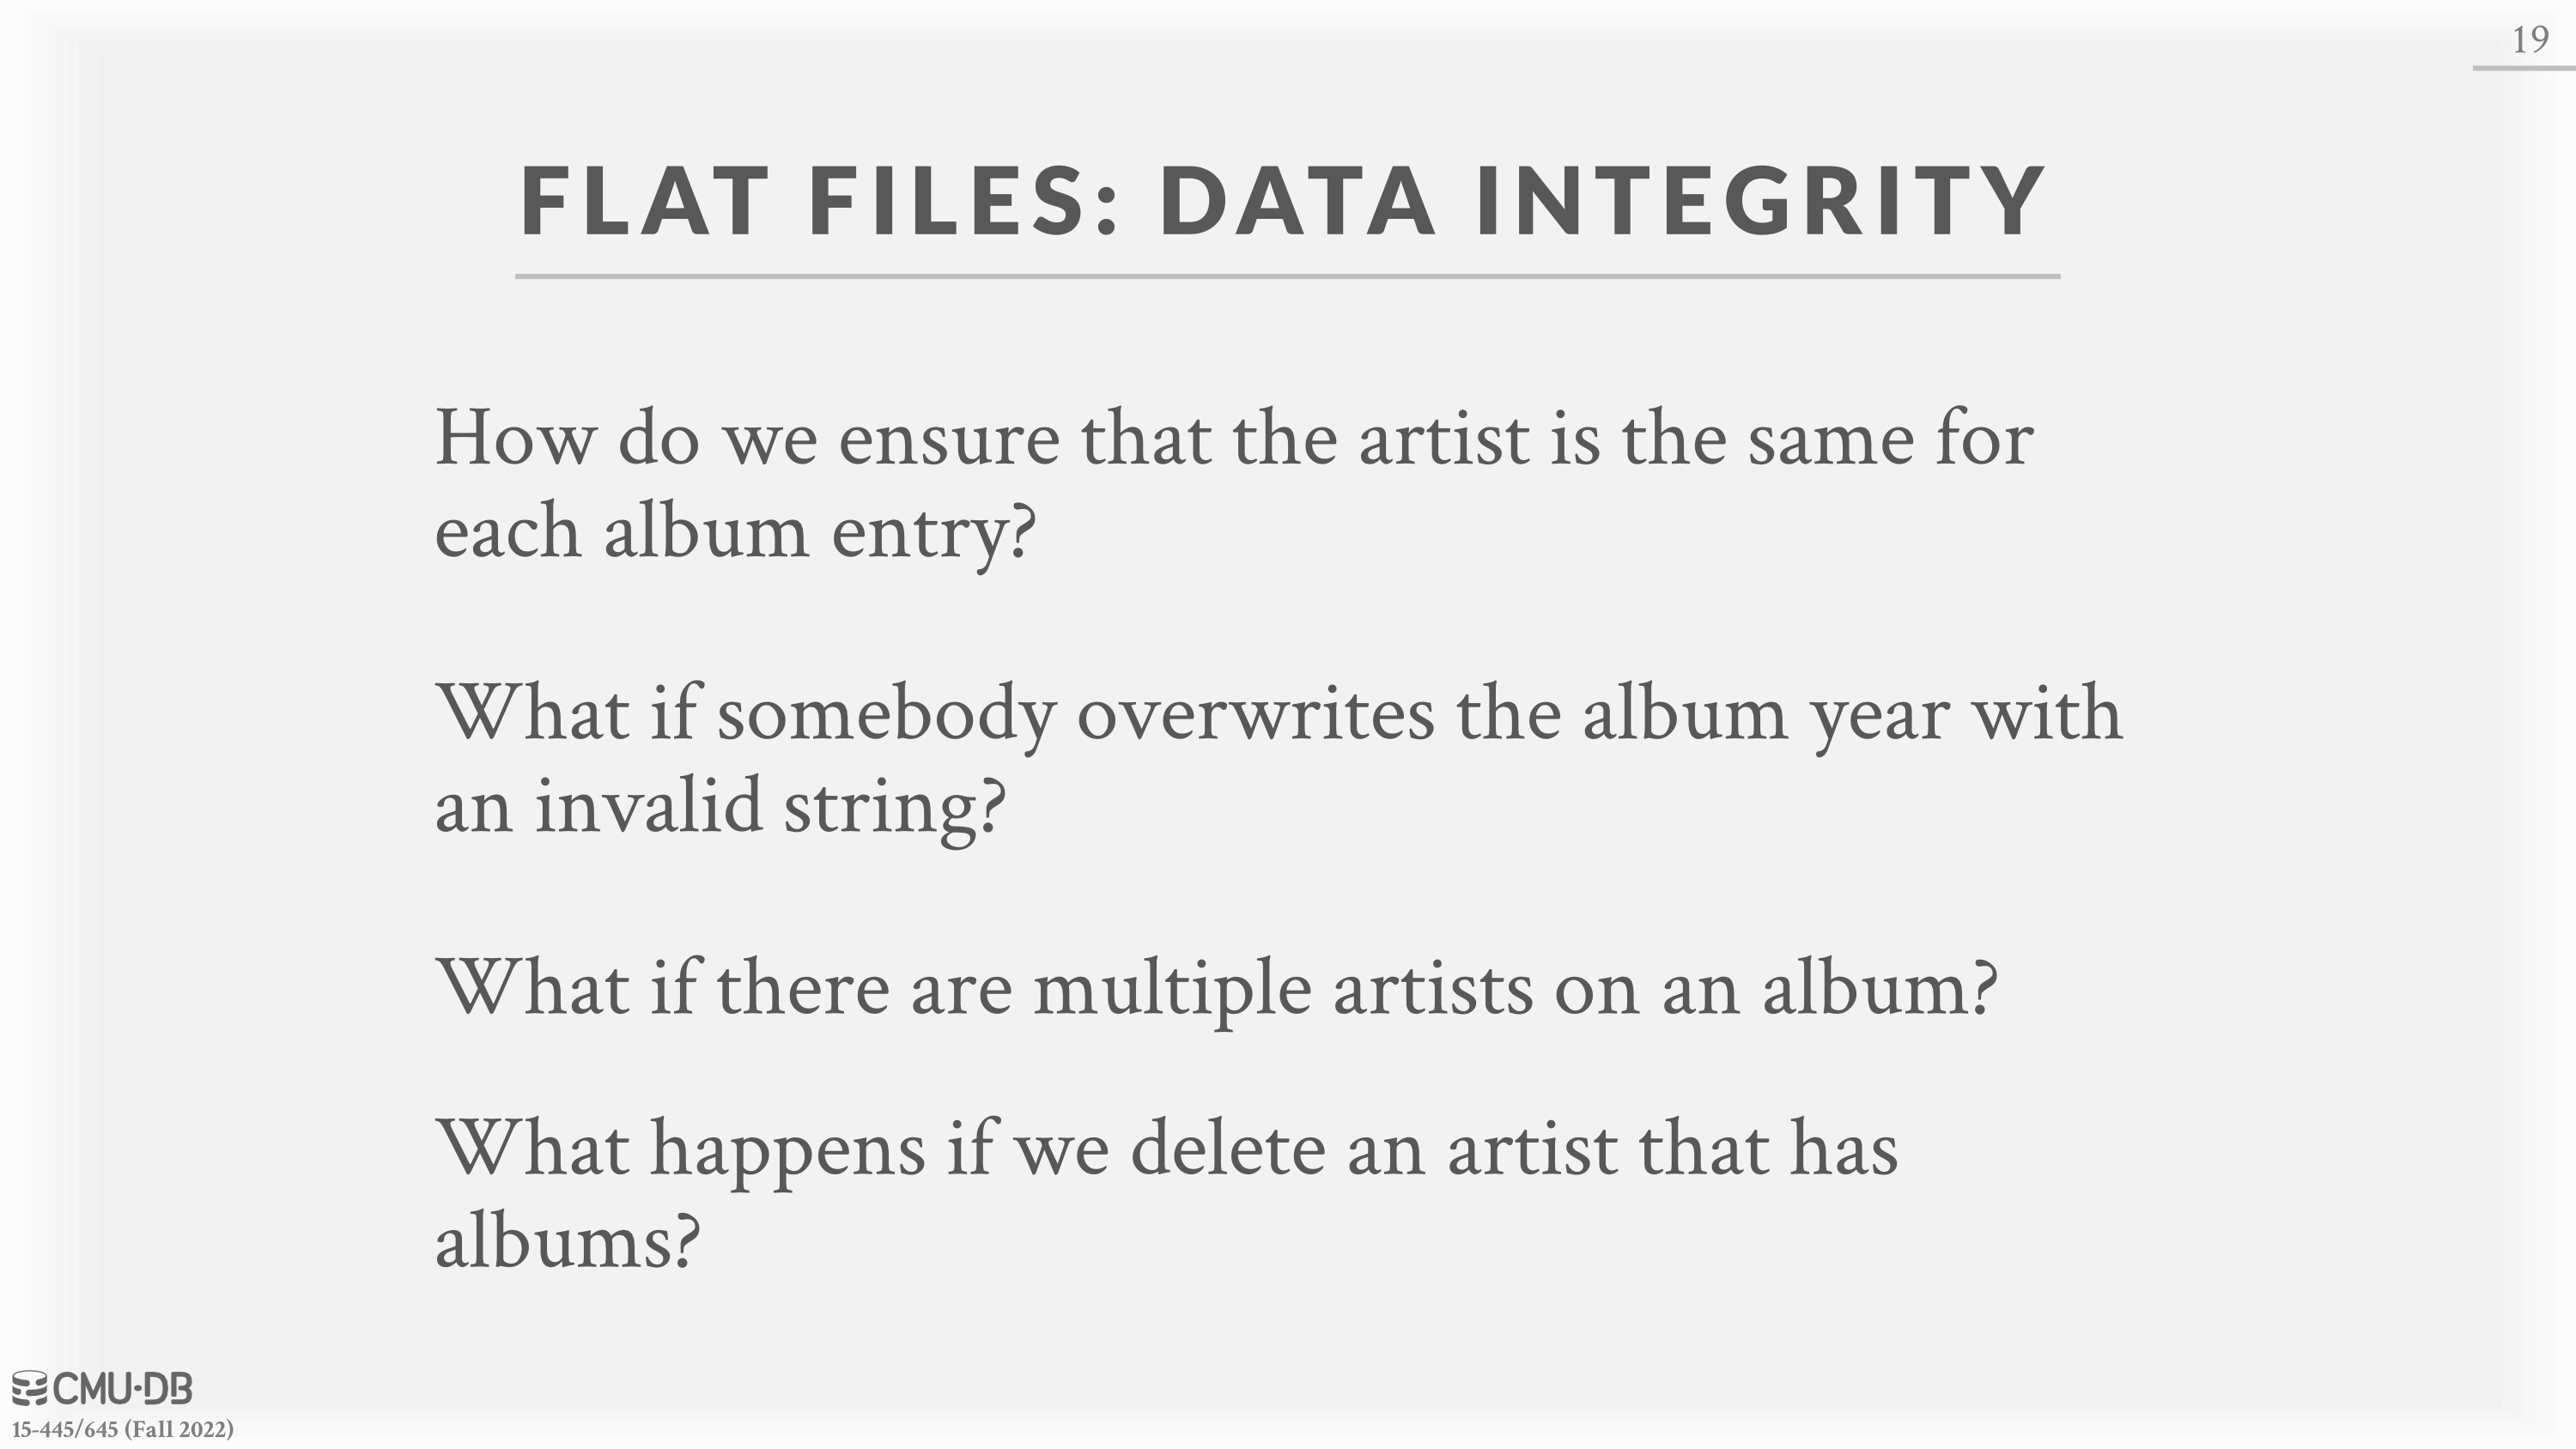 19
FLAT FILES: DATA INTEGRITY
How do we ensure that the artist is the same for
each album entry?
What if somebody overwrites the album year with
an invalid string?
What if there are multiple artists on an album?
What happens if we delete an artist that has
albums?
CMU·DB
15-445/645 (Fall 2022)